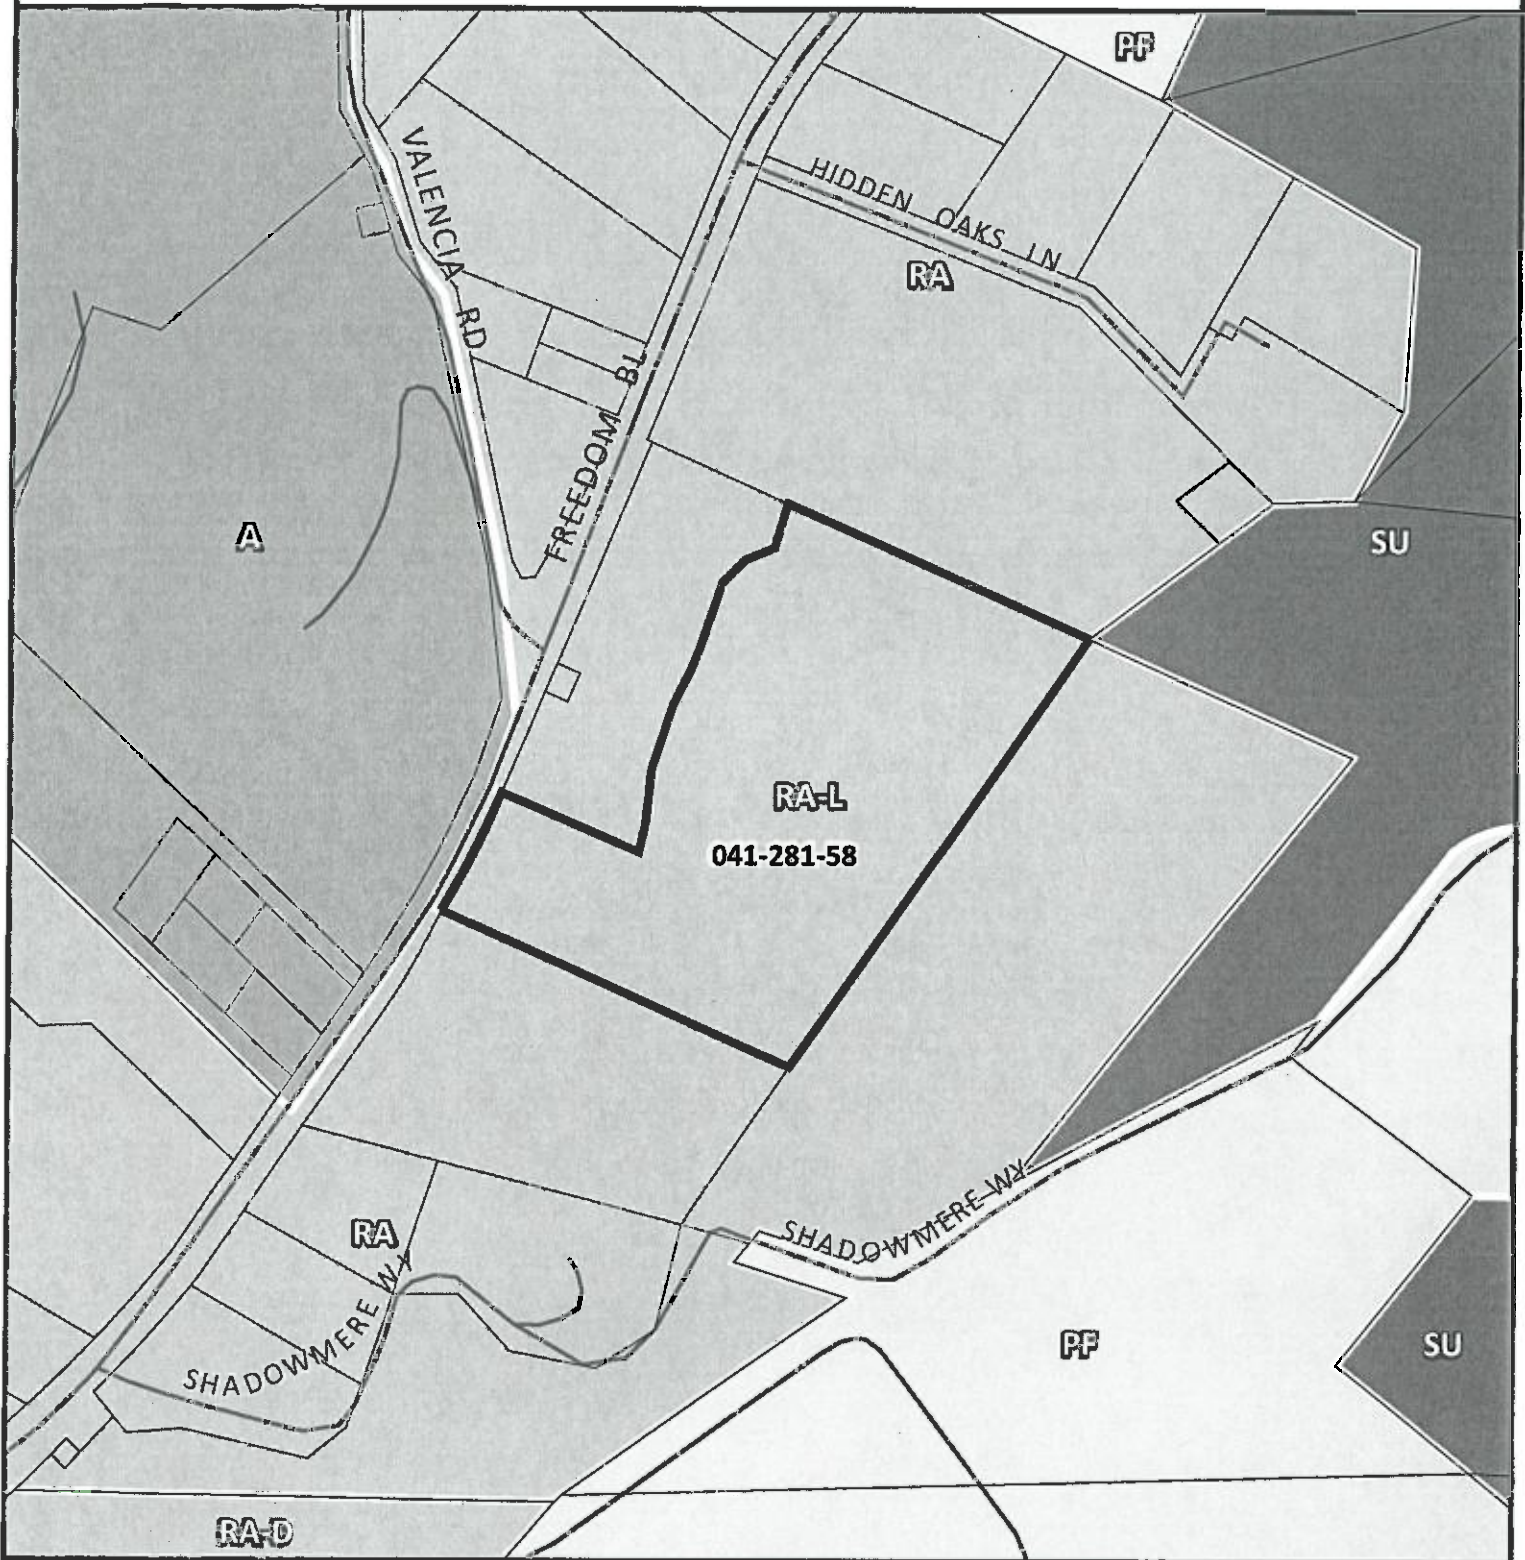 PF
VALENCIA RD
HIDDEN OAKS LN
RA
FREEDOM BL
A
SU
RA-L
041-281-58
SHADOWMERE WY
RA
SHADOWMERE WY
PF
SU
RA-D